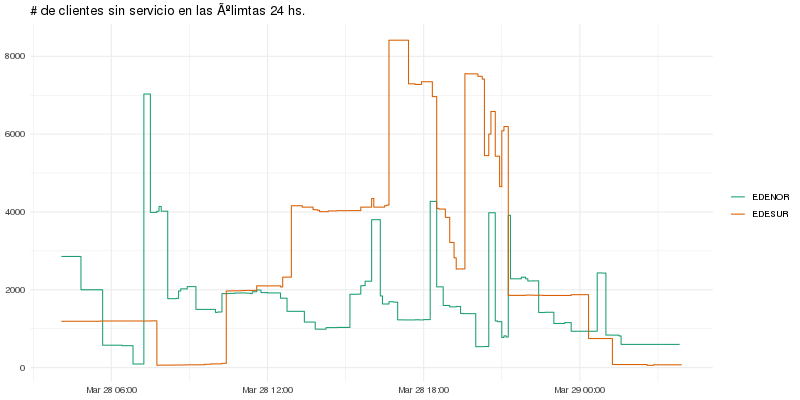 # de clientes sin servicio en las Ãºlimtas 24 hs.
8000
6000
4000
2000
0
Mar 28 06:00
Mar 28 12:00
Mar 28 18:00
Mar 29 00:00
EDENOR
EDESUR